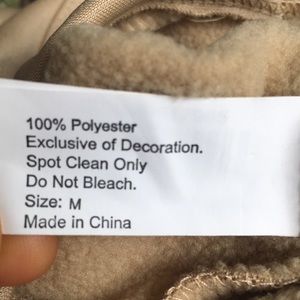 100% Polyester
Exclusive of Decoration.
Spot Clean Only
Do Not Bleach.
Size: M
Made in China